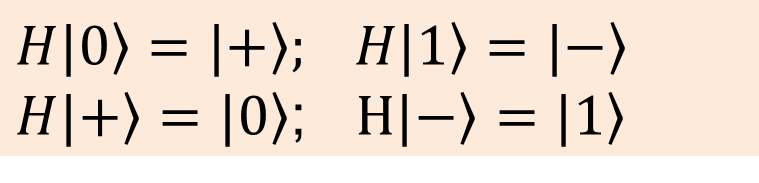 H|0⟩ = |+⟩; H|1⟩ = |−⟩
H|+⟩ = |0⟩; H|−⟩ = |1⟩